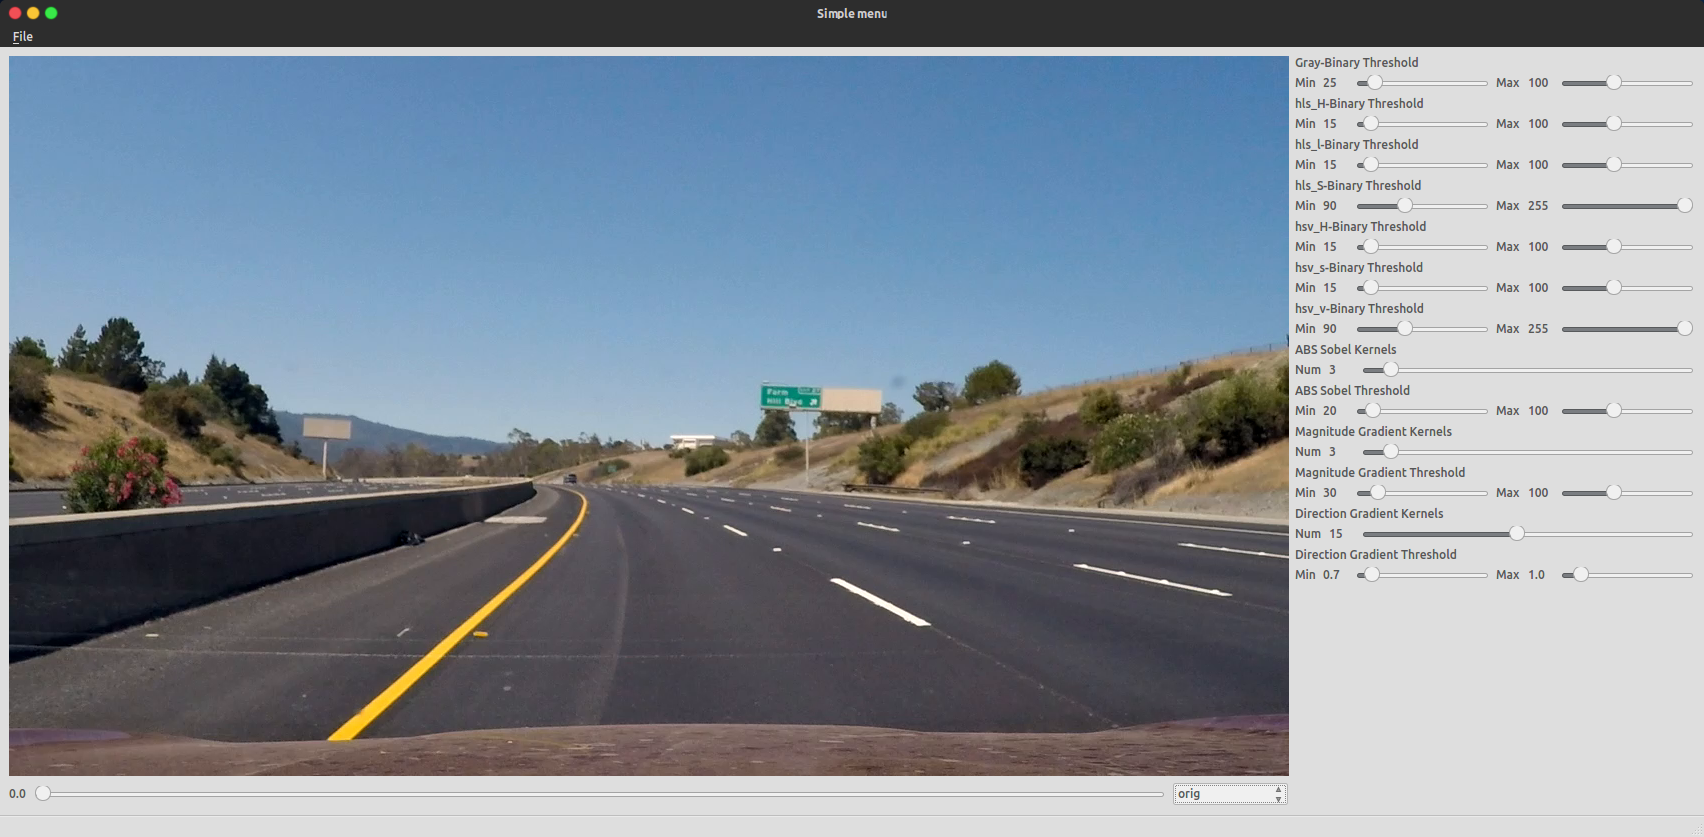 Simple menu
File
Gray-Binary Threshold
Min 25 Max 100
hls_H-Binary Threshold
Min 15 Max 100
hls_l-Binary Threshold
Min 15 Max 100
hls_S-Binary Threshold
Min 90 Max 255
hsv_H-Binary Threshold
Min 15 Max 100
hsv_s-Binary Threshold
Min 15 Max 100
hsv_v-Binary Threshold
Min 90 Max 255
ABS Sobel Kernels
Num 3
ABS Sobel Threshold
Min 20 Max 100
Magnitude Gradient Kernels
Num 3
Magnitude Gradient Threshold
Min 30 Max 100
Direction Gradient Kernels
Num 15
Direction Gradient Threshold
Min 0.7 Max 1.0
Farm
Hill Blvd
0.0
orig